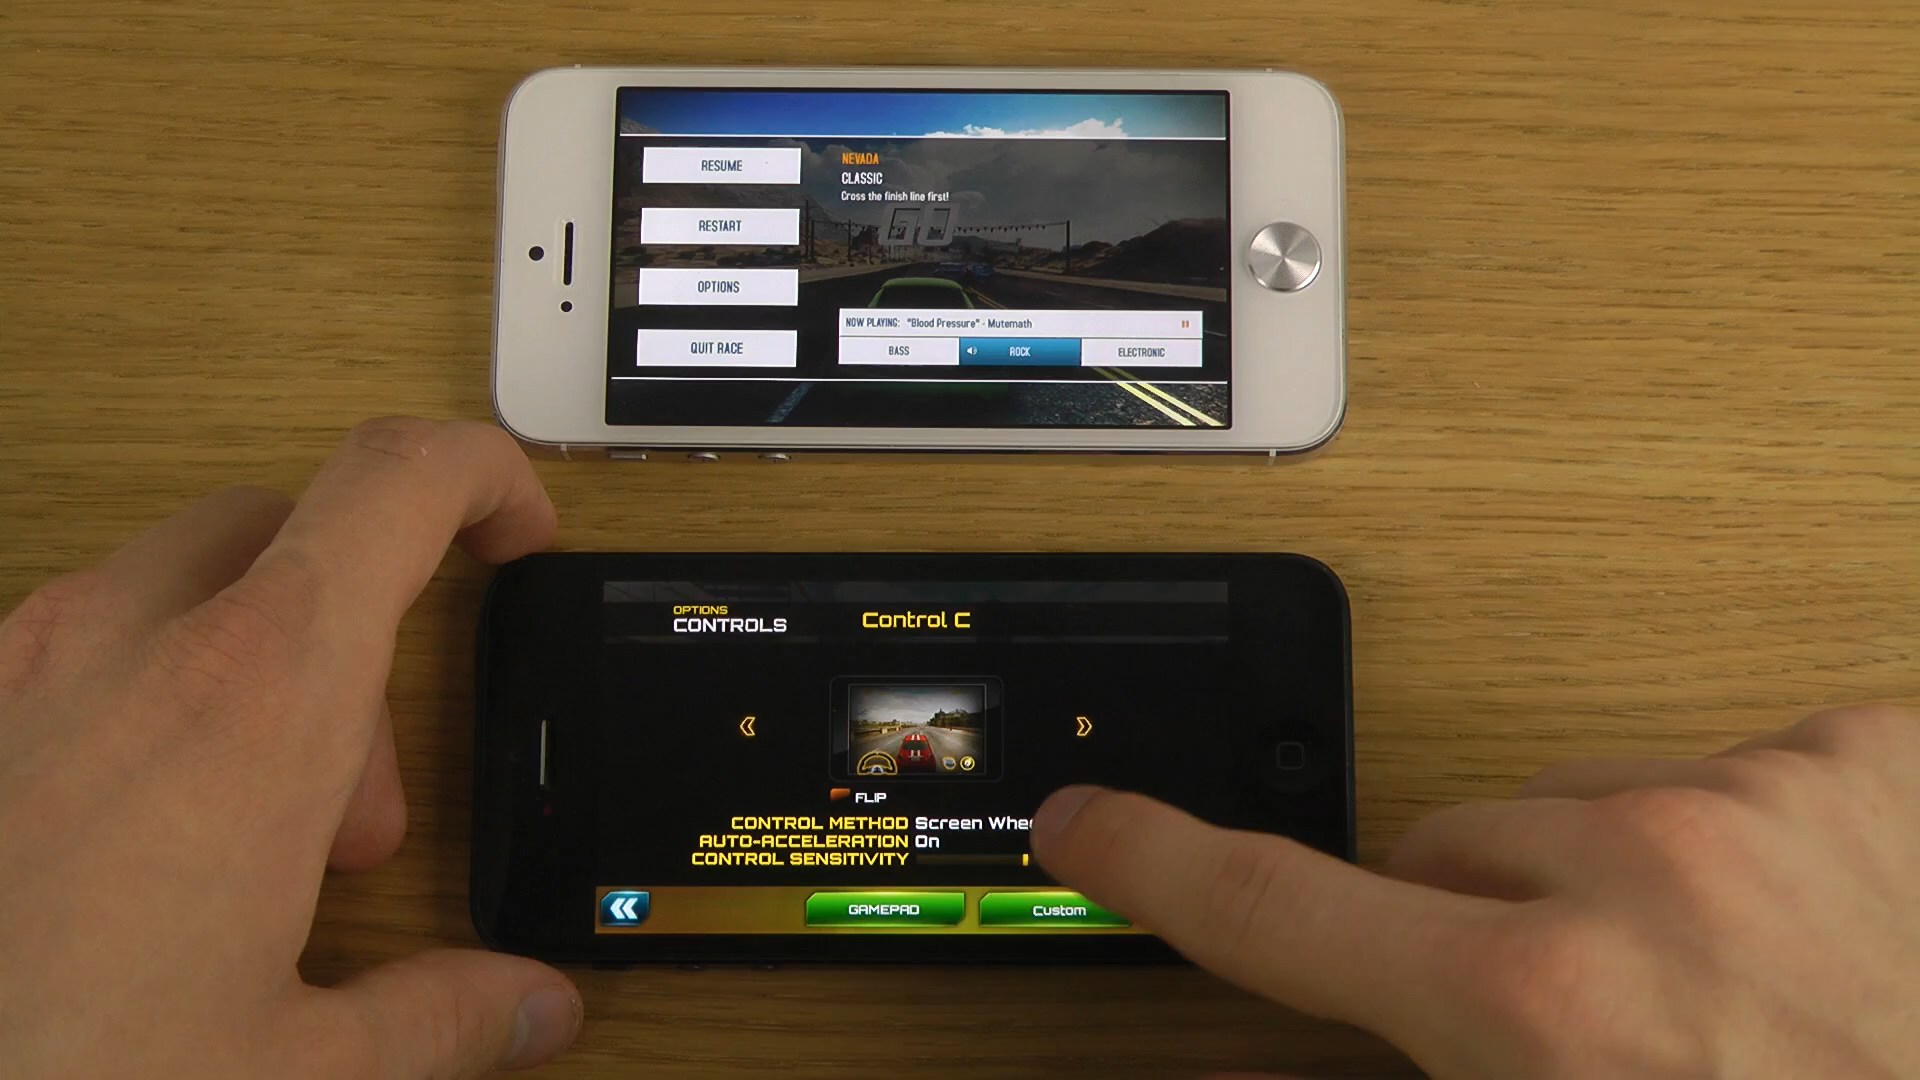 RESUME
NEVADA
CLASSIC
Cross the finish line first!
GO
RESTART
OPTIONS
QUIT RACE
NOW PLAYING: "Blood Pressure" - Mutemath
BASS
ROCK
ELECTRONIC
OPTIONS
CONTROLS
Control C
FLIP
CONTROL METHOD Screen Whe
AUTO-ACCELERATION On
CONTROL SENSITIVITY
GAMEPAD
Custom